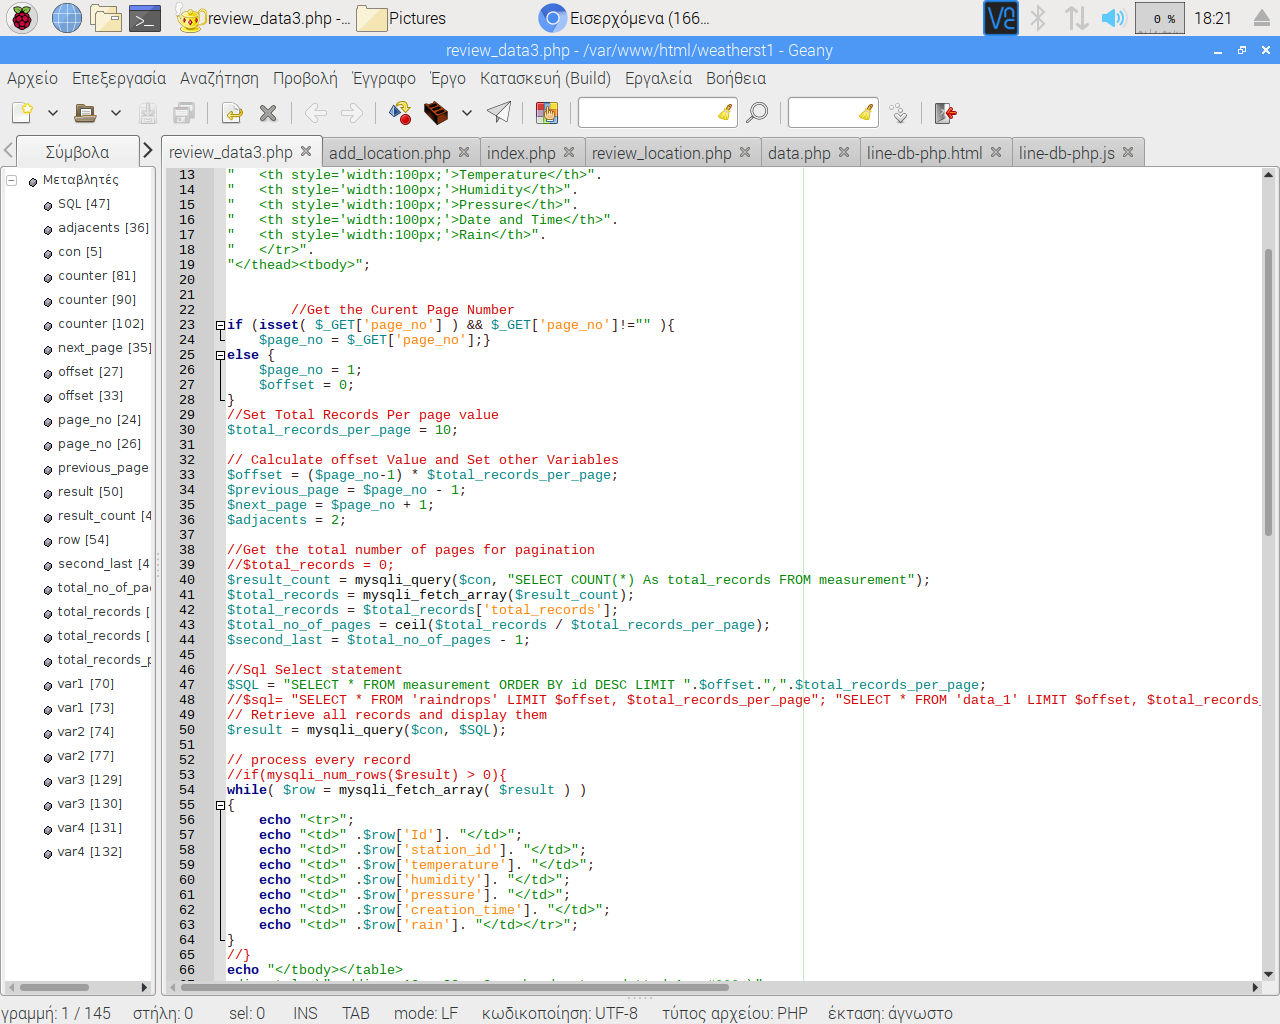 review_data3.php -...
Pictures
Εισερχόμενα (166...
0 %
18:21
review_data3.php - /var/www/html/weatherst1 - Geany
Αρχείο Επεξεργασία Αναζήτηση Προβολή Έγγραφο Έργο Κατασκευή (Build) Εργαλεία Βοήθεια
Σύμβολα
review_data3.php add_location.php index.php review_location.php data.php line-db-php.html line-db-php.js
Μεταβλητές
SQL [47]
adjacents [36]
con [5]
counter [81]
counter [90]
counter [102]
next_page [35]
offset [27]
offset [33]
page_no [24]
page_no [26]
previous_page
result [50]
result_count [4
row [54]
second_last [4
total_no_of_pa
total_records [
total_records [
total_records_p
var1 [70]
var1 [73]
var2 [74]
var2 [77]
var3 [129]
var3 [130]
var4 [131]
var4 [132]
13 "   <th style='width:100px;'>Temperature</th>".
14 "   <th style='width:100px;'>Humidity</th>".
15 "   <th style='width:100px;'>Pressure</th>".
16 "   <th style='width:100px;'>Date and Time</th>".
17 "   <th style='width:100px;'>Rain</th>".
18 "   </tr>".
19 "</thead><tbody>";
20
21
22         //Get the Curent Page Number
23 if (isset( $_GET['page_no'] ) && $_GET['page_no']!="" ){
24     $page_no = $_GET['page_no'];}
25 else {
26     $page_no = 1;
27     $offset = 0;
28 }
29 //Set Total Records Per page value
30 $total_records_per_page = 10;
31
32 // Calculate offset Value and Set other Variables
33 $offset = ($page_no-1) * $total_records_per_page;
34 $previous_page = $page_no - 1;
35 $next_page = $page_no + 1;
36 $adjacents = 2;
37
38 //Get the total number of pages for pagination
39 //$total_records = 0;
40 $result_count = mysqli_query($con, "SELECT COUNT(*) As total_records FROM measurement");
41 $total_records = mysqli_fetch_array($result_count);
42 $total_records = $total_records['total_records'];
43 $total_no_of_pages = ceil($total_records / $total_records_per_page);
44 $second_last = $total_no_of_pages - 1;
45
46 //Sql Select statement
47 $SQL = "SELECT * FROM measurement ORDER BY id DESC LIMIT ".$offset.",".$total_records_per_page;
48 //$sql= "SELECT * FROM 'raindrops' LIMIT $offset, $total_records_per_page"; "SELECT * FROM 'data_1' LIMIT $offset, $total_records_
49 // Retrieve all records and display them
50 $result = mysqli_query($con, $SQL);
51
52 // process every record
53 //if(mysqli_num_rows($result) > 0){
54 while( $row = mysqli_fetch_array( $result ) )
55 {
56     echo "<tr>";
57     echo "<td>" .$row['Id']. "</td>";
58     echo "<td>" .$row['station_id']. "</td>";
59     echo "<td>" .$row['temperature']. "</td>";
60     echo "<td>" .$row['humidity']. "</td>";
61     echo "<td>" .$row['pressure']. "</td>";
62     echo "<td>" .$row['creation_time']. "</td>";
63     echo "<td>" .$row['rain']. "</td></tr>";
64 }
65 //}
66 echo "</tbody></table>
γραμμή: 1 / 145 στήλη: 0 sel: 0 INS TAB mode: LF κωδικοποίηση: UTF-8 τύπος αρχείου: PHP έκταση: άγνωστο